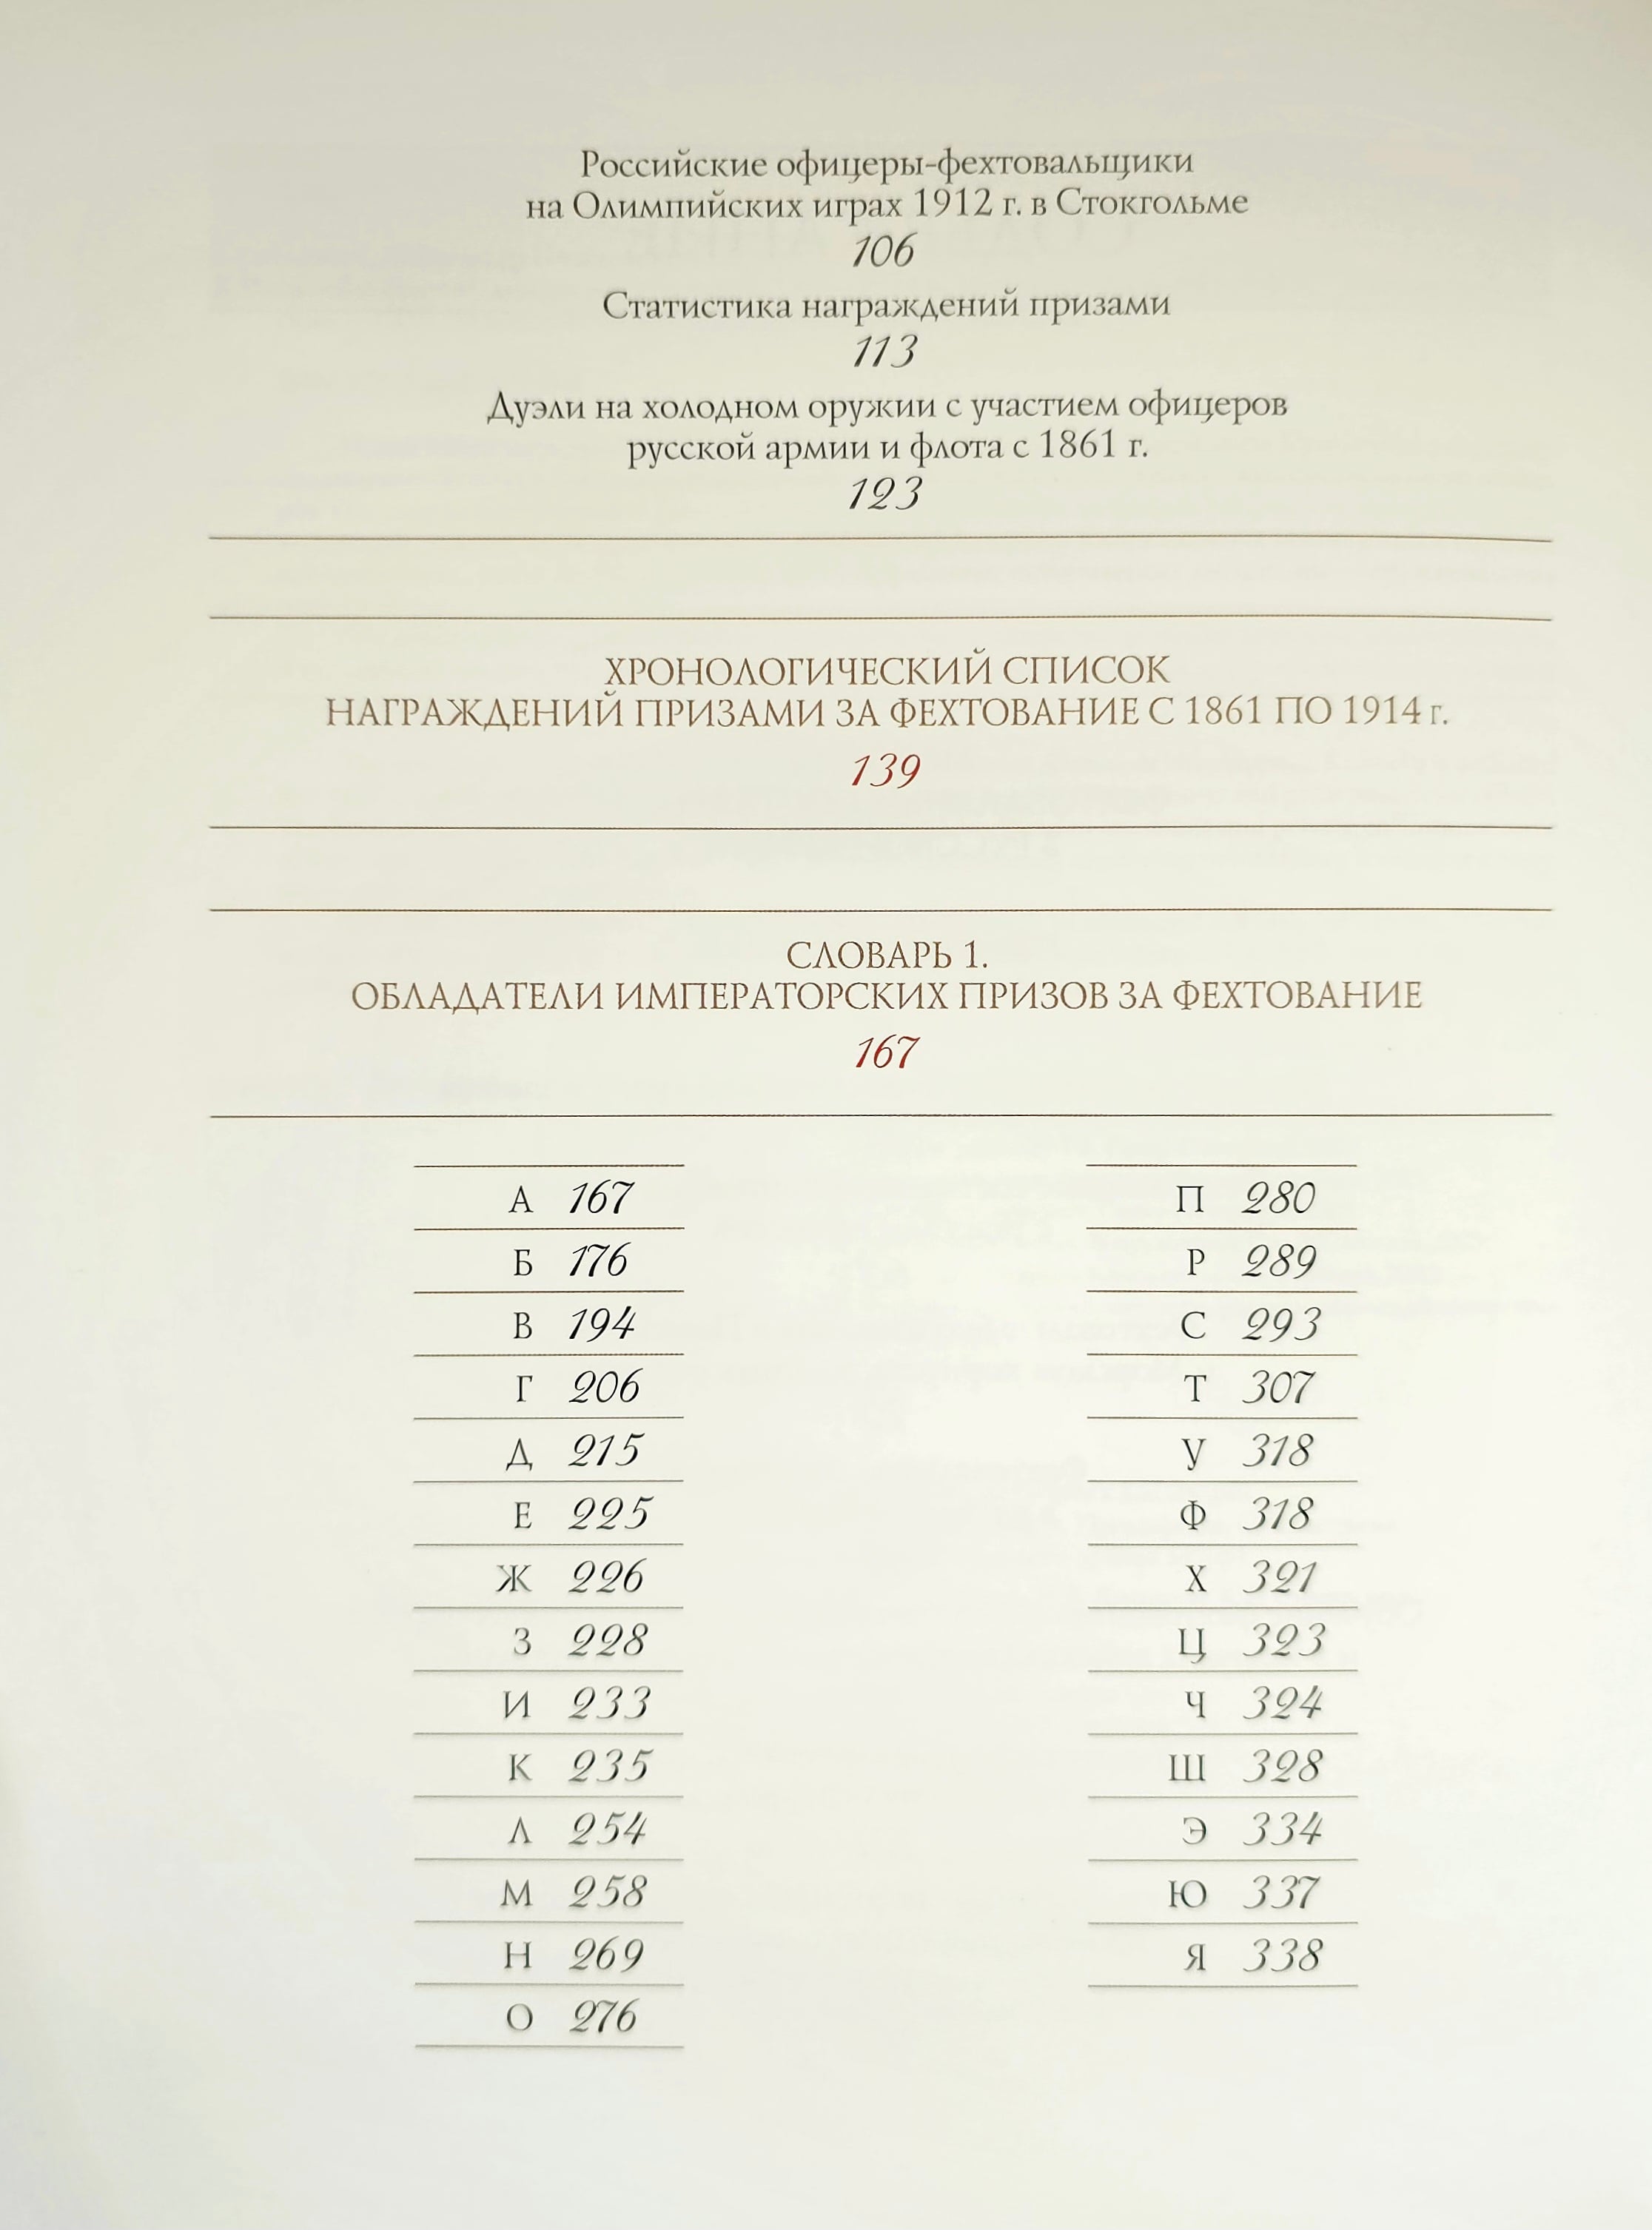 Российские офицеры-фехтовальщики
на Олимпийских играх 1912 г. в Стокгольме
106
Статистика награждений призами
113
Дуэли на холодном оружии с участием офицеров
русской армии и флота с 1861 г.
123
ХРОНОЛОГИЧЕСКИЙ СПИСОК
НАГРАЖДЕНИЙ ПРИЗАМИ ЗА ФЕХТОВАНИЕ С 1861 ПО 1914 г.
139
СЛОВАРЬ 1.
ОБЛАДАТЕЛИ ИМПЕРАТОРСКИХ ПРИЗОВ ЗА ФЕХТОВАНИЕ
167
А 167
Б 176
В 194
Г 206
Д 215
Е 225
Ж 226
З 228
И 233
К 235
Л 254
М 258
Н 269
О 276
П 280
Р 289
С 293
Т 307
У 318
Ф 318
Х 321
Ц 323
Ч 324
Ш 328
Э 334
Ю 337
Я 338